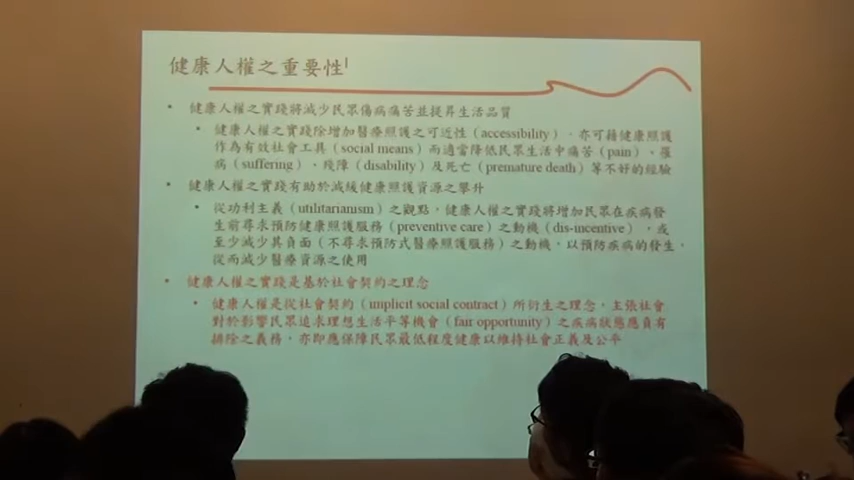 健康人權之重要性1
• 健康人權之實踐將減少民眾傷病痛苦並提昇生活品質
• 健康人權之實踐除增加醫療照護之可近性（accessibility），亦可藉健康照護
作為有效社會工具（social means）而適當降低民眾生活中痛苦（pain）、罹
病（suffering）、殘障（disability）及死亡（premature death）等不好的經驗
• 健康人權之實踐有助於減緩健康照護資源之攀升
• 從功利主義（utilitarianism）之觀點，健康人權之實踐將增加民眾在疾病發
生前尋求預防健康照護服務（preventive care）之動機（dis-incentive），或
至少減少其負面（不尋求預防式醫療照護服務）之動機，以預防疾病的發生，
從而減少醫療資源之使用
• 健康人權之實踐是基於社會契約之理念
• 健康人權是從社會契約（implicit social contract）所衍生之理念，主張社會
對於影響民眾追求理想生活平等機會（fair opportunity）之疾病狀態應負有
排除之義務，亦即應保障民眾最低程度健康以維持社會正義及公平